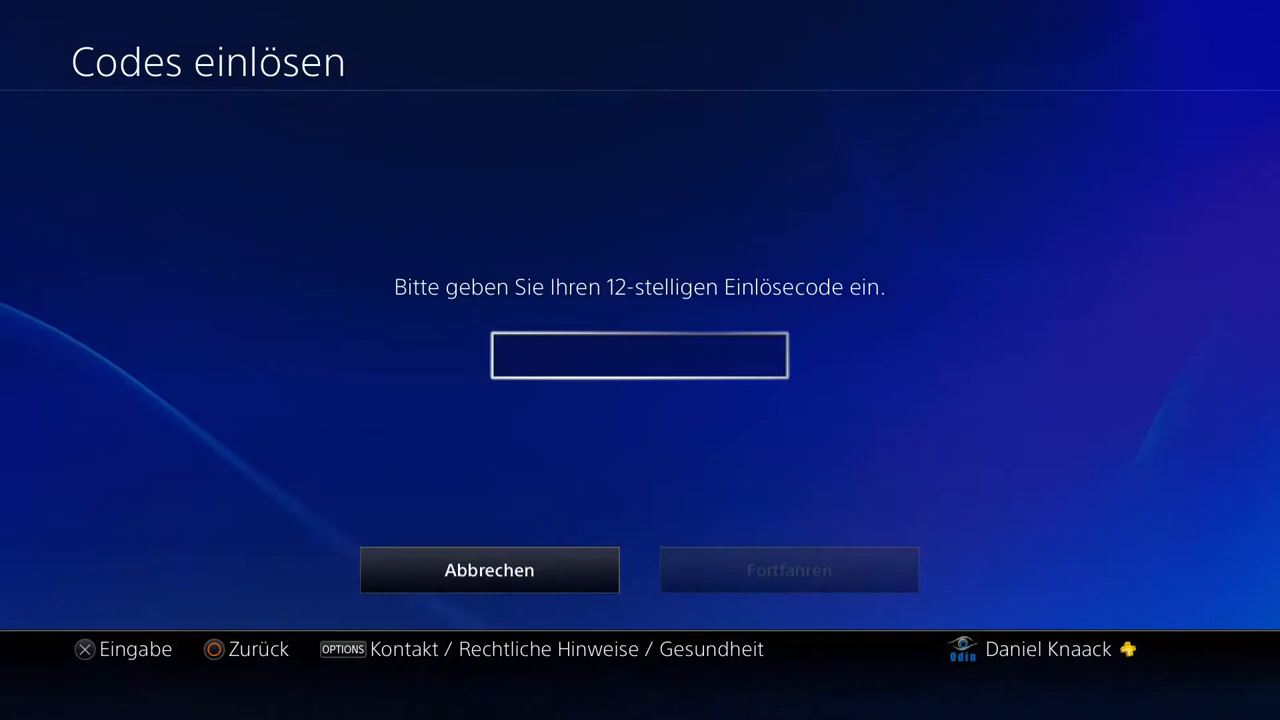 Codes einlösen
Bitte geben Sie Ihren 12-stelligen Einlösecode ein.
Abbrechen
Fortfahren
Eingabe Zurück OPTIONS Kontakt / Rechtliche Hinweise / Gesundheit Odin Daniel Knaack